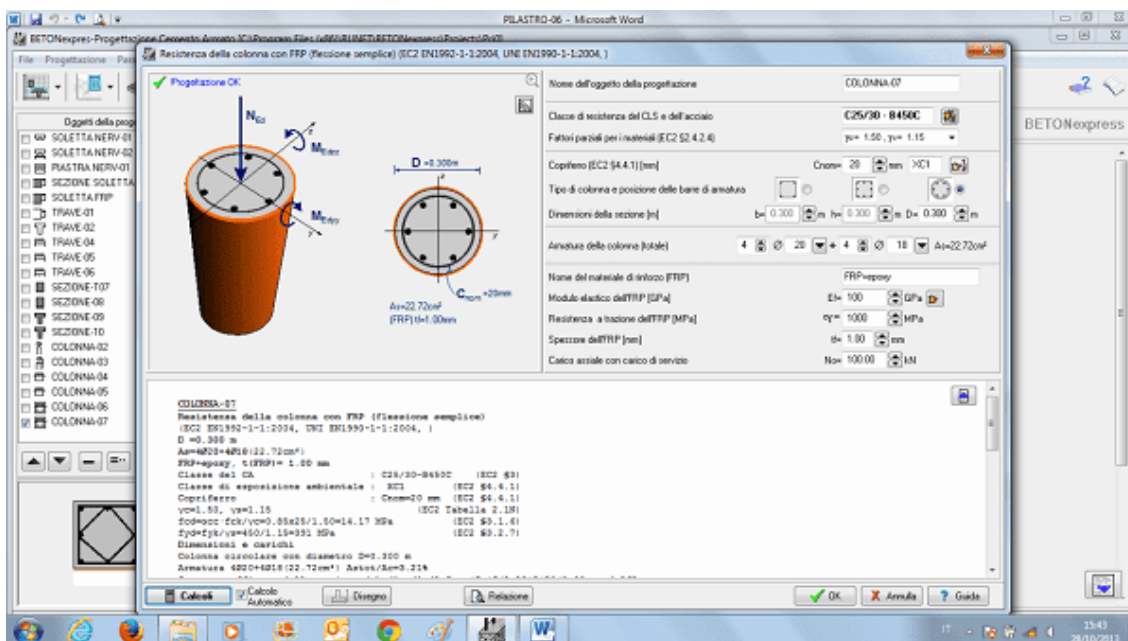 PILASTRO-06 - Microsoft Word
Resistenza della colonna con FRP (flessione semplice) (EC2 EN1992-1-1:2004, UNI EN1990-1-1:2004, )
File Progettazione
BETONexpress
Oggetti della prog
SOLETTA NERV-01
SOLETTA NERV-02
PIASTRA NERV-01
SEZIONE SOLETTA
SOLETTA FRP
TRAVE-01
TRAVE-02
TRAVE-04
TRAVE-05
TRAVE-06
SEZIONE-T07
SEZIONE-08
SEZIONE-09
SEZIONE-10
COLONNA-02
COLONNA-03
COLONNA-04
COLONNA-05
COLONNA-06
COLONNA-07
Progettazione OK
NEd
D =0.300m
Cnom=20mm
As=22.72cm²
(FRP) tf=1.00mm
Nome dell'oggetto della progettazione COLONNA-07
Classe di resistenza del CLS e dell'acciaio C25/30 - B450C
Fattori parziali per i materiali (EC2 §2.4.2.4) γc= 1.50 , γs= 1.15
Copriferro (EC2 §4.4.1) [mm] Cnom= 20 mm XC1
Tipo di colonna e posizione delle barre di armatura
Dimensioni della sezione [m] b= 0.300 m h= 0.300 m D= 0.300 m
Armatura della colonna (totale) 4 Ø 20 + 4 Ø 18 As=22.72cm²
Nome del materiale di rinforzo (FRP) FRP+epoxy
Modulo elastico dell'FRP [GPa] Ef= 100 GPa
Resistenza a trazione dell'FRP [MPa] 1000 MPa
Spessore dell'FRP [mm] tf= 1.00 mm
Carico assiale con carico di servizio No= 100.00 kN
COLONNA-07
Resistenza della colonna con FRP (flessione semplice)
(EC2 EN1992-1-1:2004, UNI EN1990-1-1:2004, )
D =0.300 m
As=4Ø20+4Ø18(22.72cm²)
FRP+epoxy, t(FRP)= 1.00 mm
Classe del CA : C25/30-B450C (EC2 §3)
Classe di esposizione ambientale : XC1 (EC2 §4.4.1)
Copriferro : Cnom=20 mm (EC2 §4.4.1)
γc=1.50, γs=1.15 (EC2 Tabella 2.1N)
fcd=αcc·fck/γc=0.85x25/1.50=14.17 MPa (EC2 §3.1.6)
fyd=fyk/γs=450/1.15=391 MPa (EC2 §3.2.7)
Dimensioni e carichi
Colonna circolare con diametro D=0.300 m
Armatura 4Ø20+4Ø18(22.72cm²) Astot/Ac=3.21%
Calcoli
Calcolo Automatico
Disegno
Relazione
OK
Annulla
Guida
IT
15:43
29/10/2013